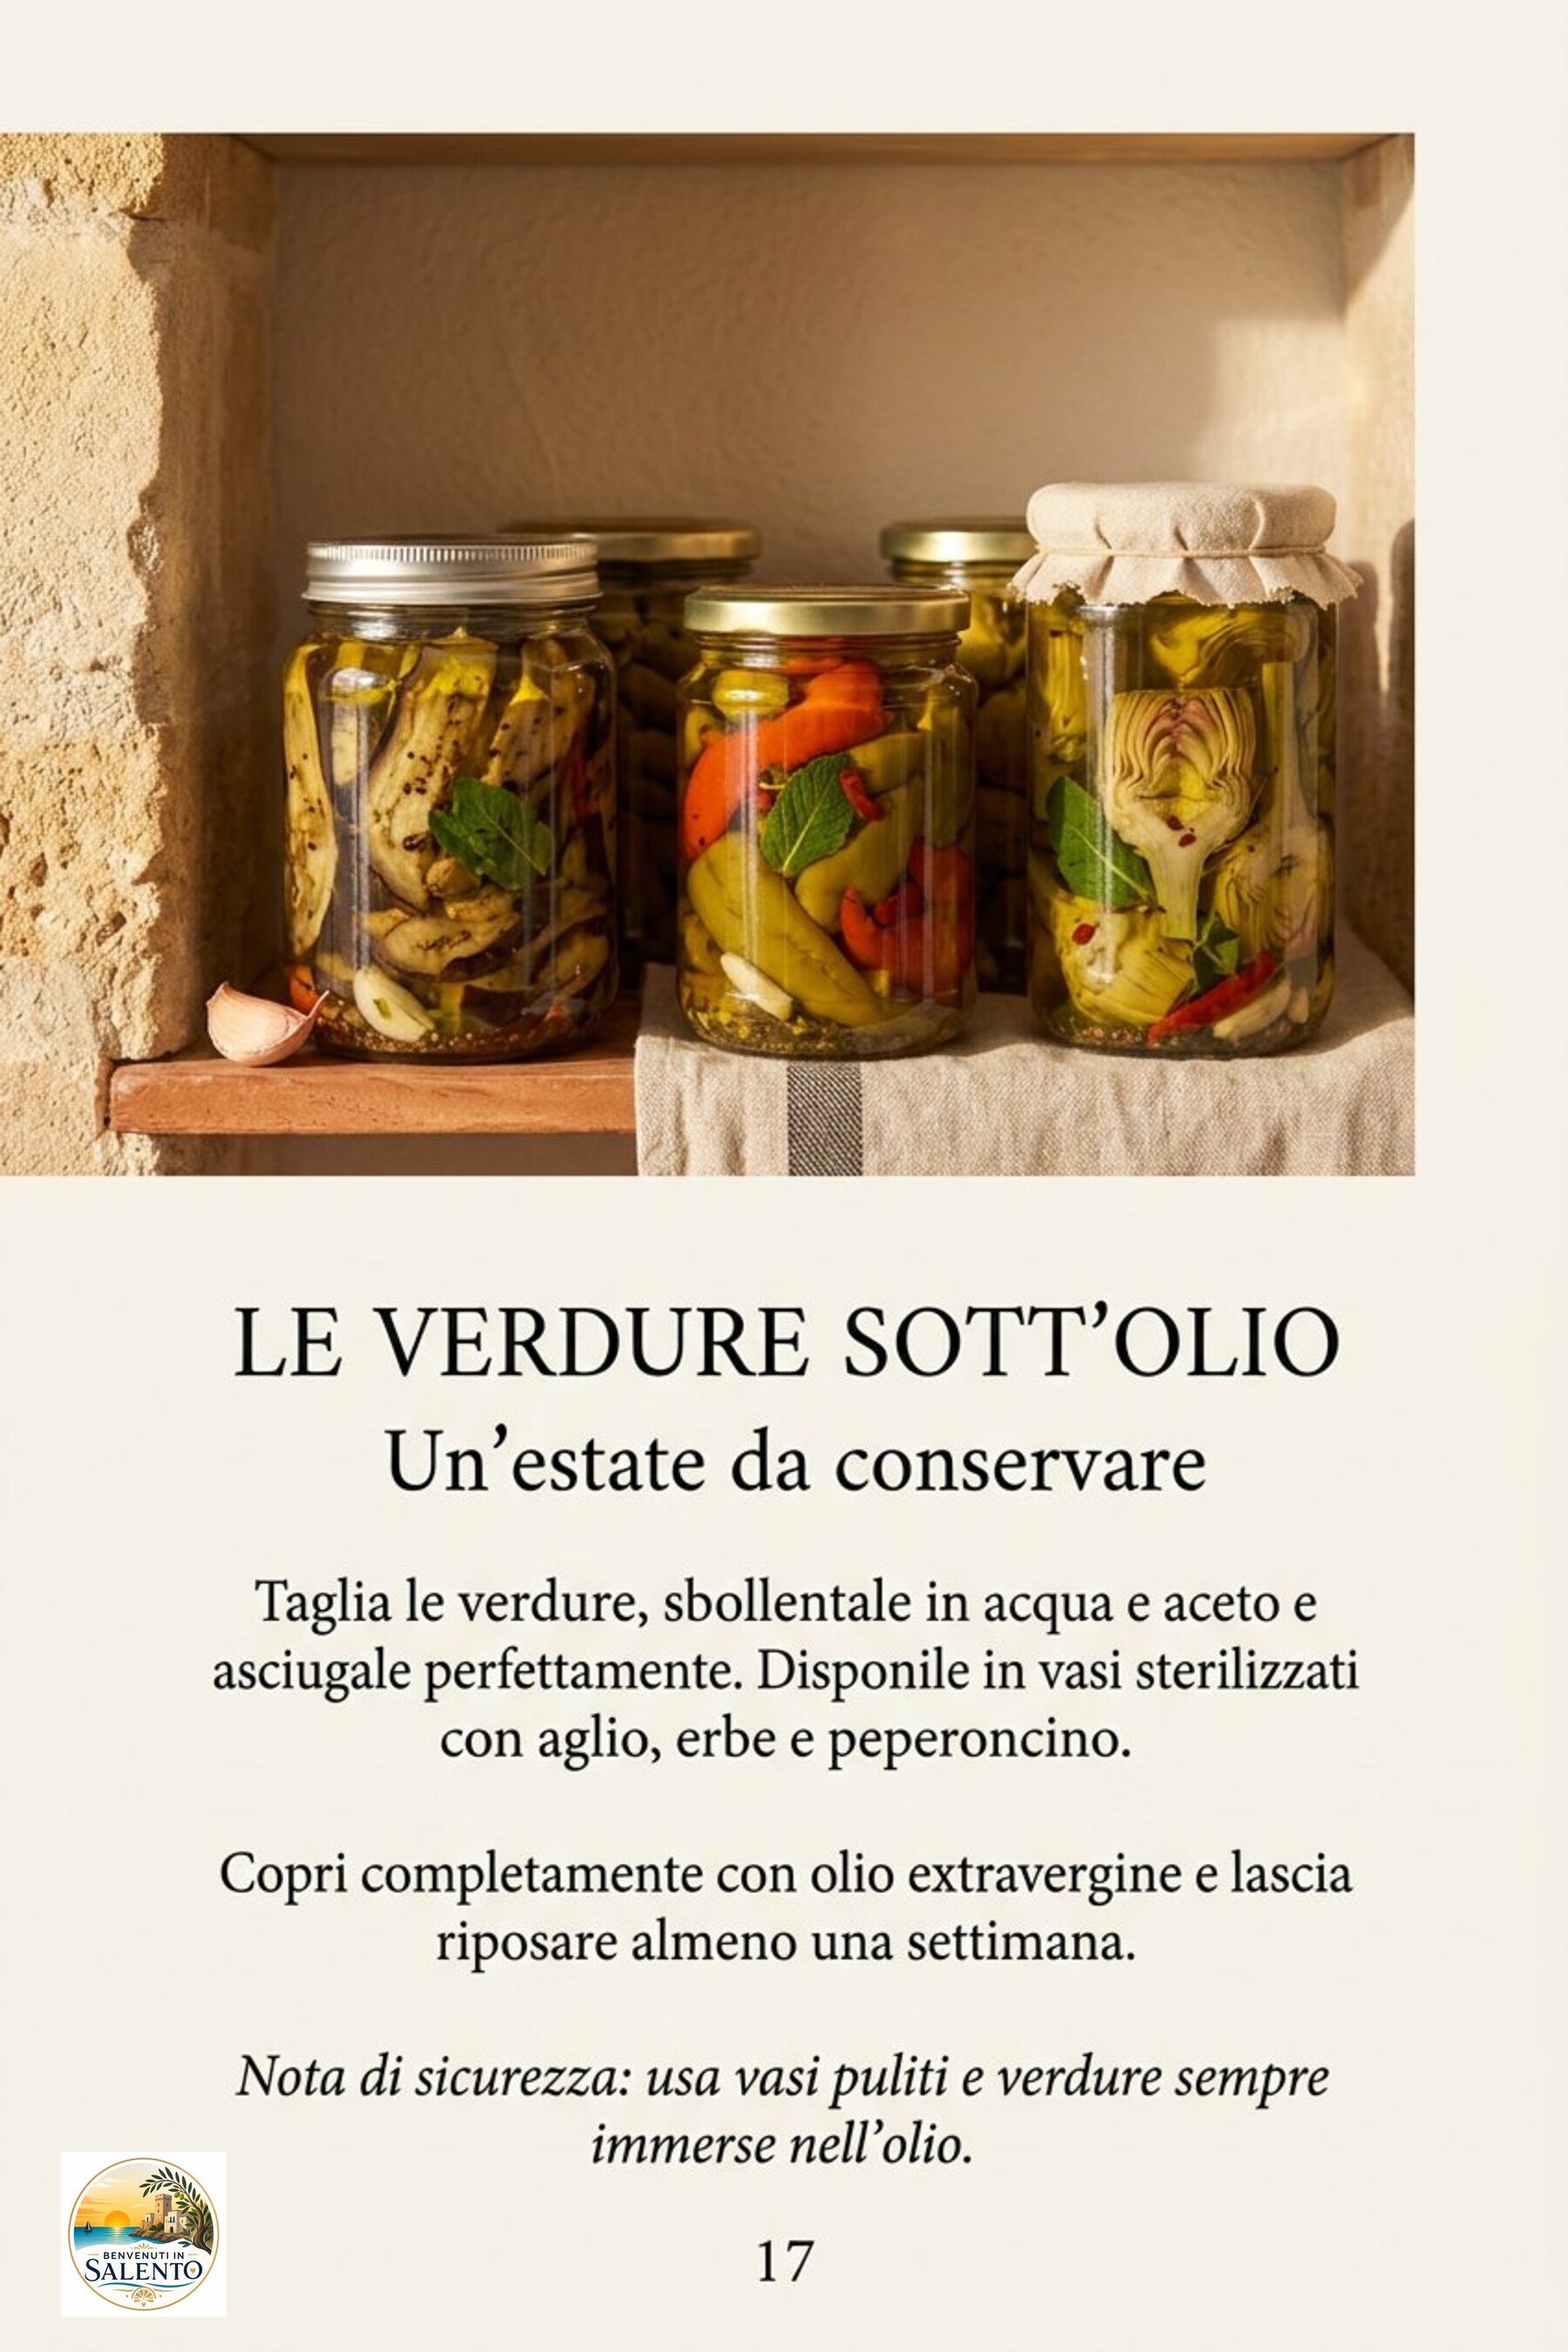 LE VERDURE SOTT’OLIO
Un’estate da conservare
Taglia le verdure, sbollentale in acqua e aceto e
asciugale perfettamente. Disponile in vasi sterilizzati
con aglio, erbe e peperoncino.
Copri completamente con olio extravergine e lascia
riposare almeno una settimana.
Nota di sicurezza: usa vasi puliti e verdure sempre
immerse nell’olio.
BENVENUTI IN
SALENTO
17